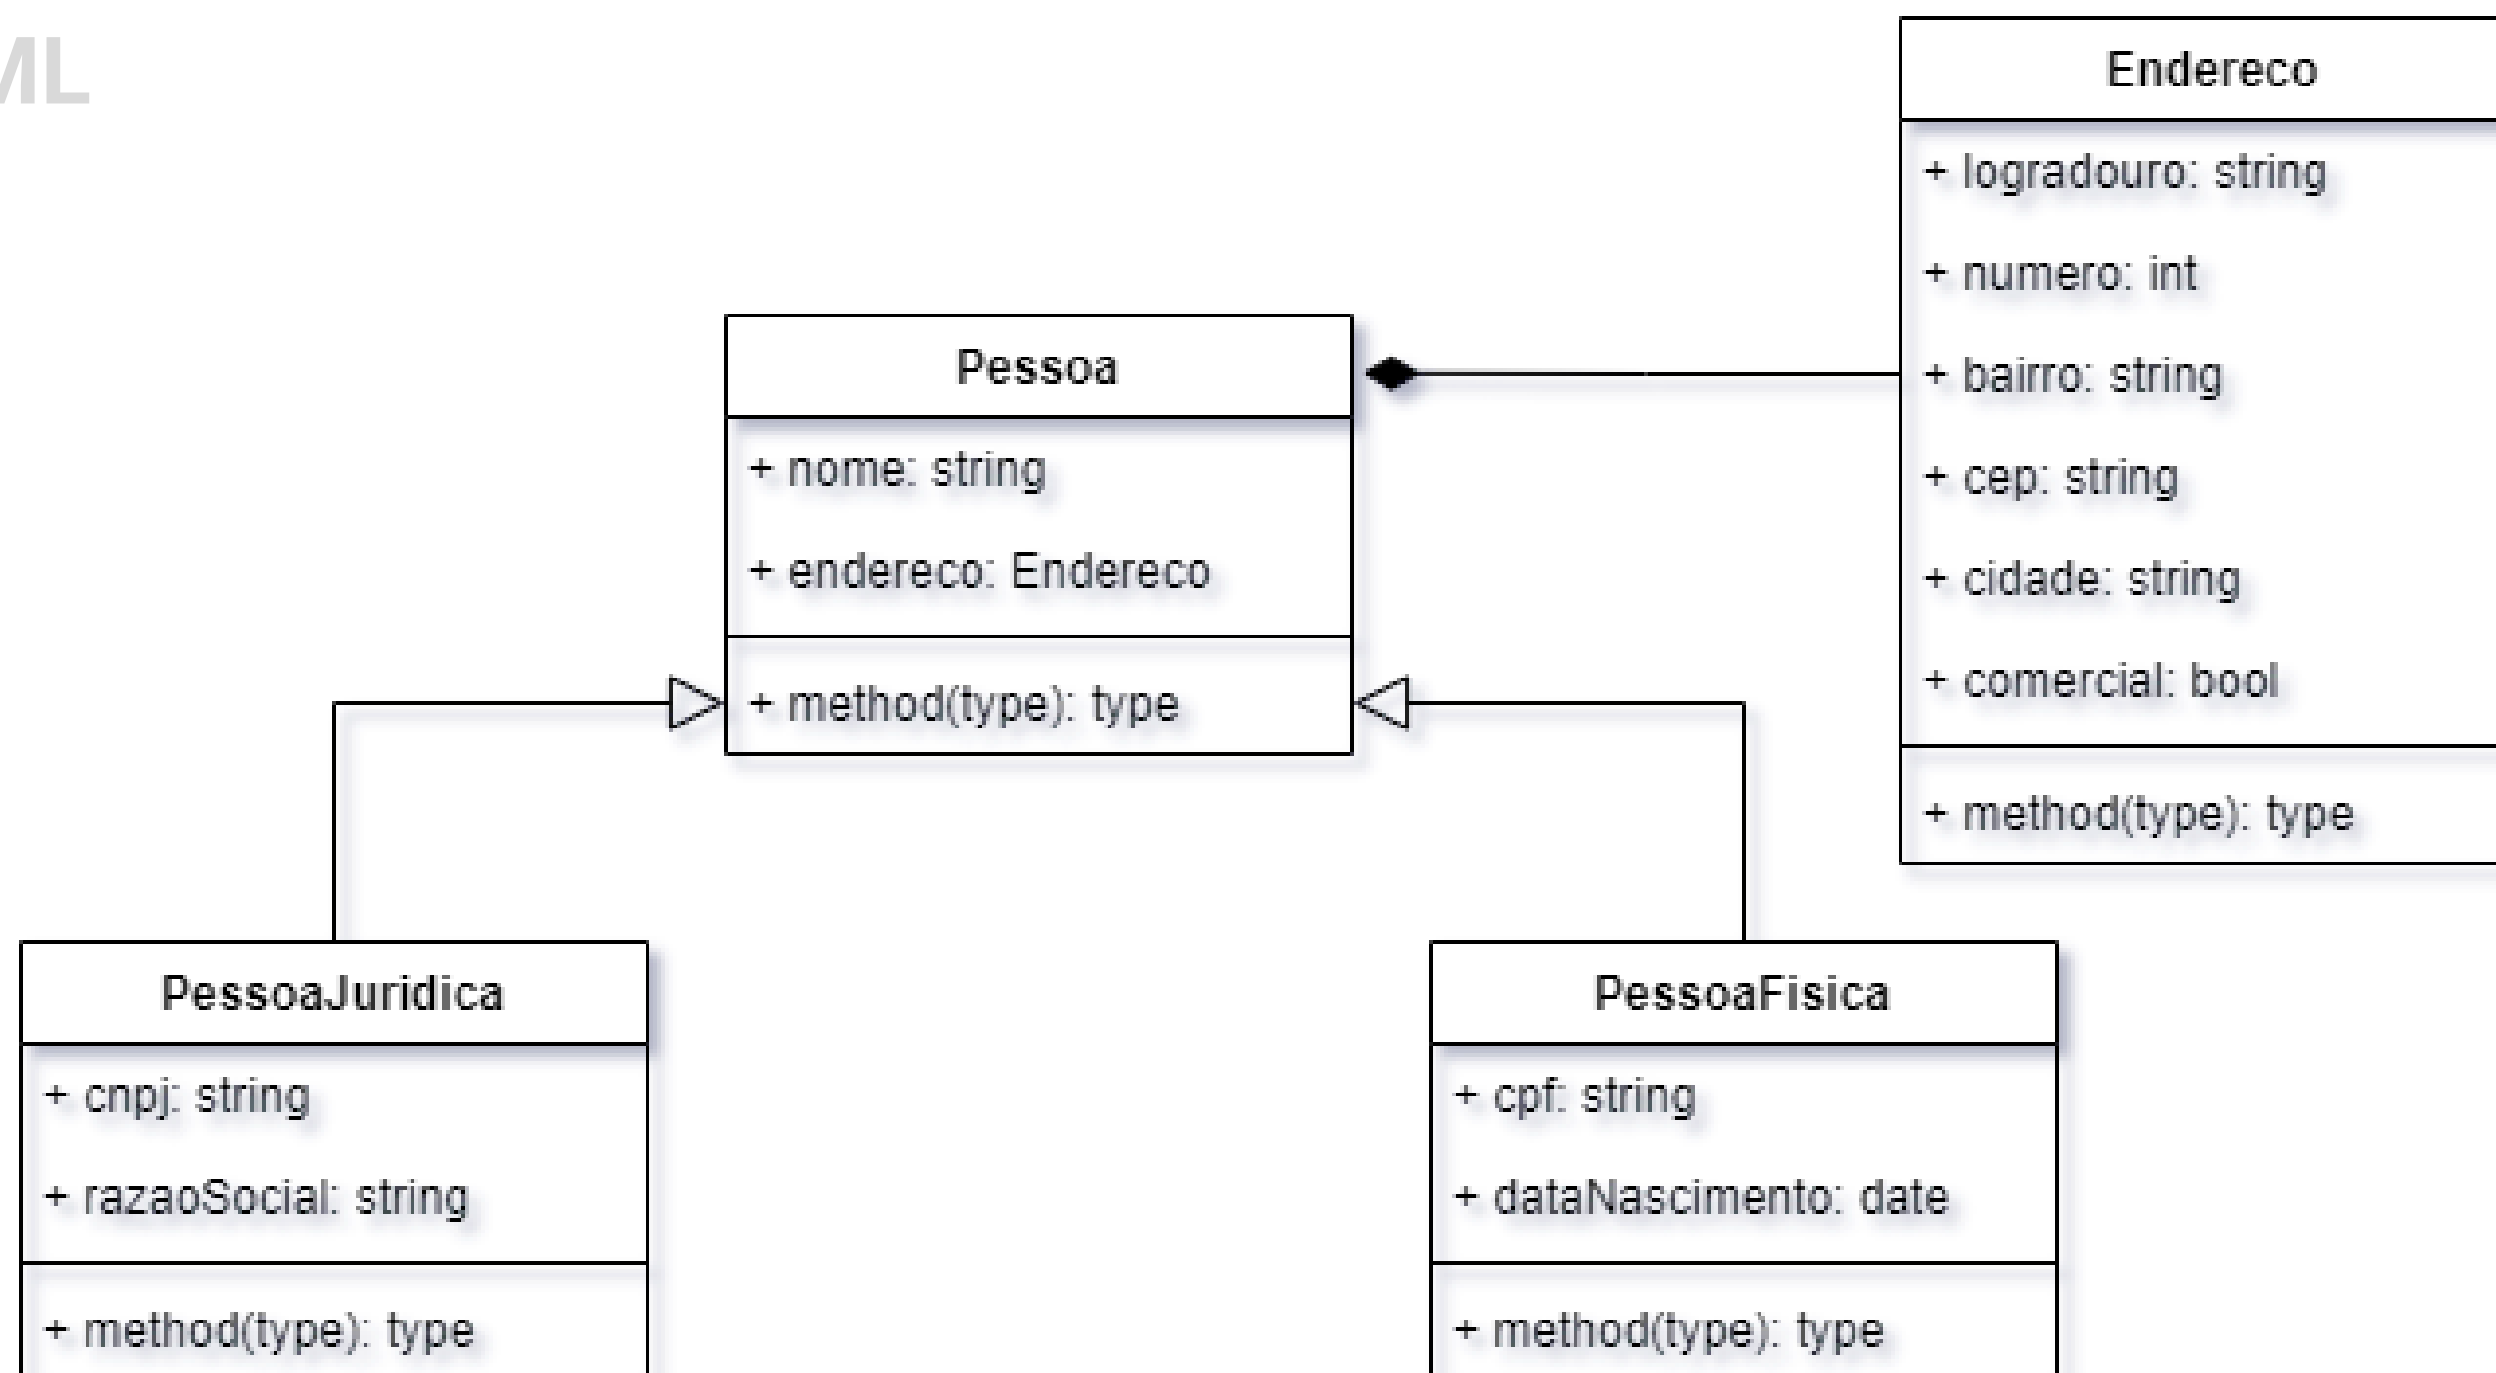 ML
Endereco
+ logradouro: string
+ numero: int
+ bairro: string
+ cep: string
+ cidade: string
+ comercial: bool
+ method(type): type
Pessoa
+ nome: string
+ endereco: Endereco
+ method(type): type
PessoaJuridica
+ cnpj: string
+ razaoSocial: string
+ method(type): type
PessoaFisica
+ cpf: string
+ dataNascimento: date
+ method(type): type